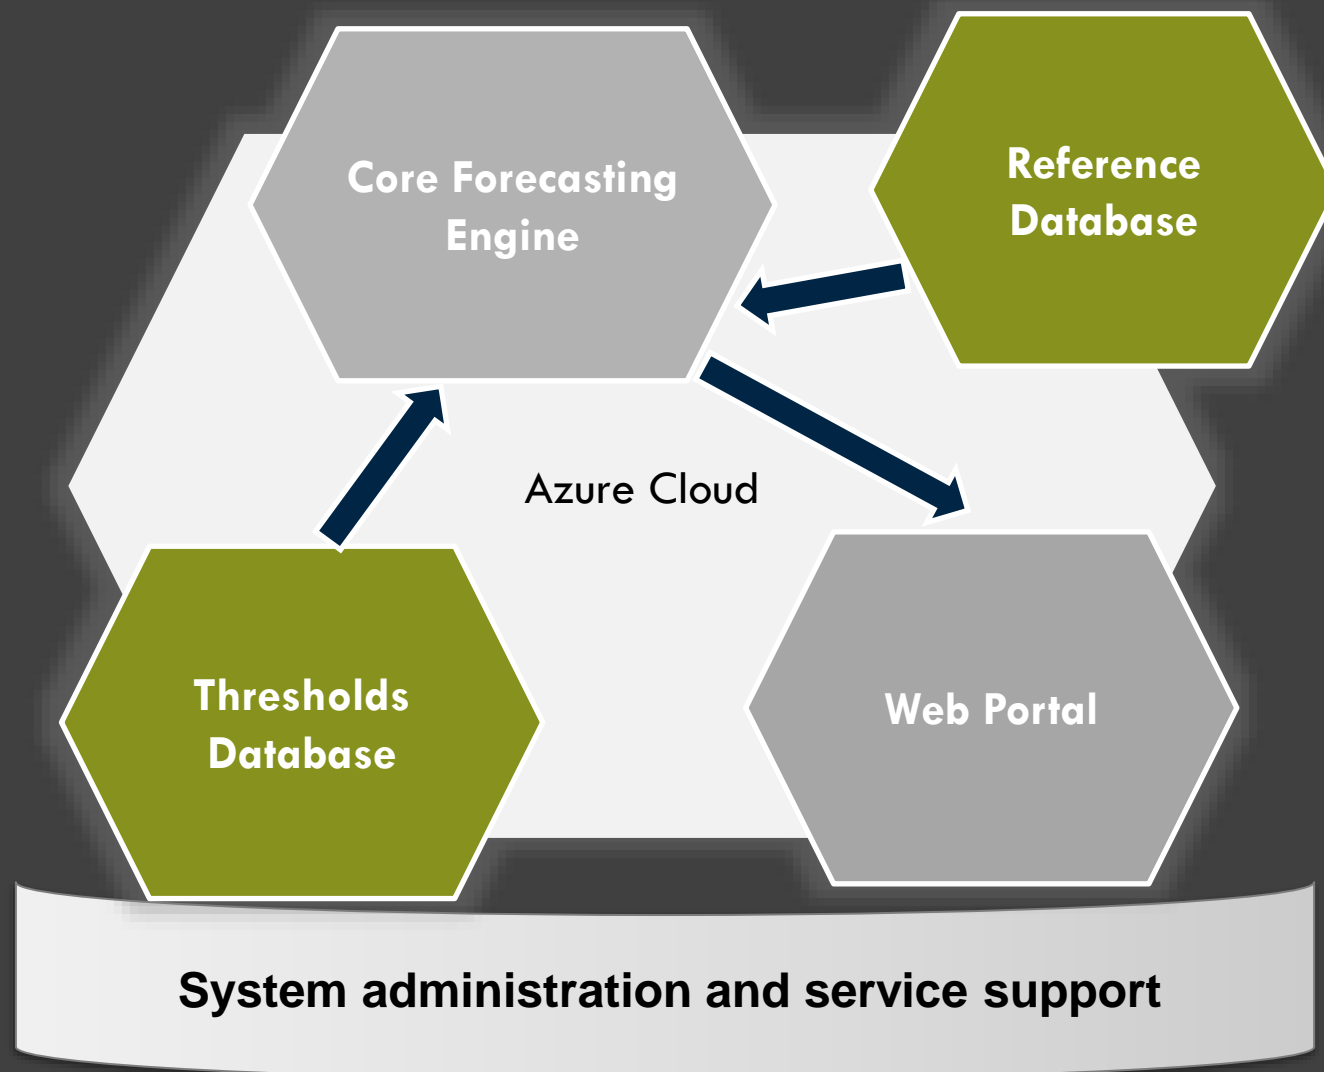 Core Forecasting
Engine
Reference
Database
Azure Cloud
Thresholds
Database
Web Portal
System administration and service support